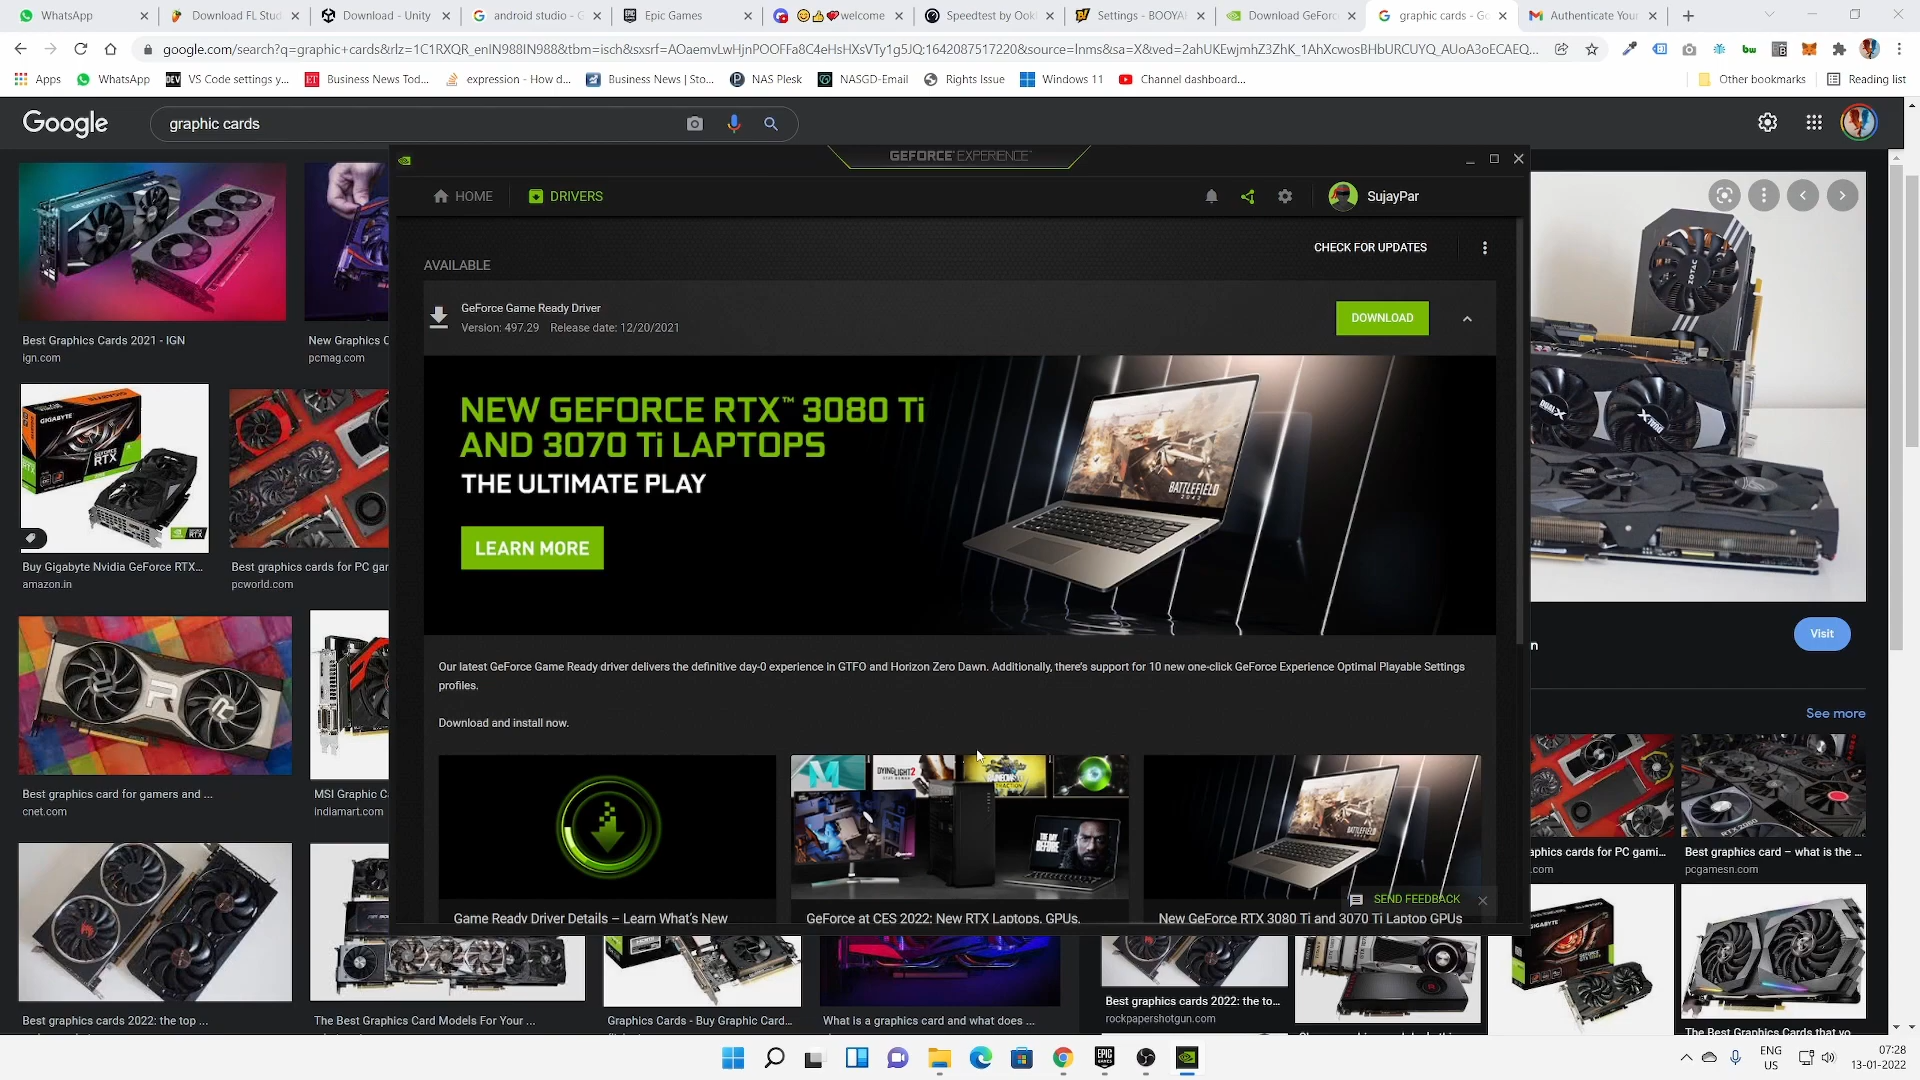 WhatsApp
Download FL Stud
Download - Unity
android studio - G
Epic Games
welcome
Speedtest by Ookl
Settings - BOOYAH
Download GeForc
graphic cards - Go
Authenticate Your
google.com/search?q=graphic+cards&rlz=1C1RXQR_enIN988IN988&tbm=isch&sxsrf=AOaemvLwHjnPOOFFa8C4eHsHXsVTy1g5JQ:1642087517220&source=lnms&sa=X&ved=2ahUKEwjmhZ3ZhK_1AhXcwosBHbURCUYQ_AUoA3oECAEQ...
Apps
WhatsApp
VS Code settings y...
Business News Tod...
expression - How d...
Business News | Sto...
NAS Plesk
NASGD-Email
Rights Issue
Windows 11
Channel dashboard...
Other bookmarks
Reading list
Google
graphic cards
GEFORCE EXPERIENCE
HOME
DRIVERS
SujayPar
CHECK FOR UPDATES
AVAILABLE
GeForce Game Ready Driver
Version: 497.29 Release date: 12/20/2021
DOWNLOAD
NEW GEFORCE RTX™ 3080 Ti
AND 3070 Ti LAPTOPS
THE ULTIMATE PLAY
LEARN MORE
BATTLEFIELD
2042
Our latest GeForce Game Ready driver delivers the definitive day-0 experience in GTFO and Horizon Zero Dawn. Additionally, there's support for 10 new one-click GeForce Experience Optimal Playable Settings
profiles.
Download and install now.
DYING LIGHT 2
Game Ready Driver Details – Learn What's New
GeForce at CES 2022: New RTX Laptops, GPUs,
New GeForce RTX 3080 Ti and 3070 Ti Laptop GPUs
SEND FEEDBACK
Best Graphics Cards 2021 - IGN
ign.com
New Graphics C
pcmag.com
GIGABYTE
RTX
Buy Gigabyte Nvidia GeForce RTX...
amazon.in
Best graphics cards for PC gar
pcworld.com
Best graphics card for gamers and ...
cnet.com
MSI Graphic Ca
indiamart.com
Best graphics cards 2022: the top ...
The Best Graphics Card Models For Your ...
Graphics Cards - Buy Graphic Card...
What is a graphics card and what does ...
Best graphics cards 2022: the to...
rockpapershotgun.com
ZOTAC
DUAL-X
n
Visit
See more
aphics cards for PC gami...
.com
RTX 2080
Best graphics card – what is the ...
pcgamesn.com
The Best Graphics Cards that yo
ENG
US
07:28
13-01-2022